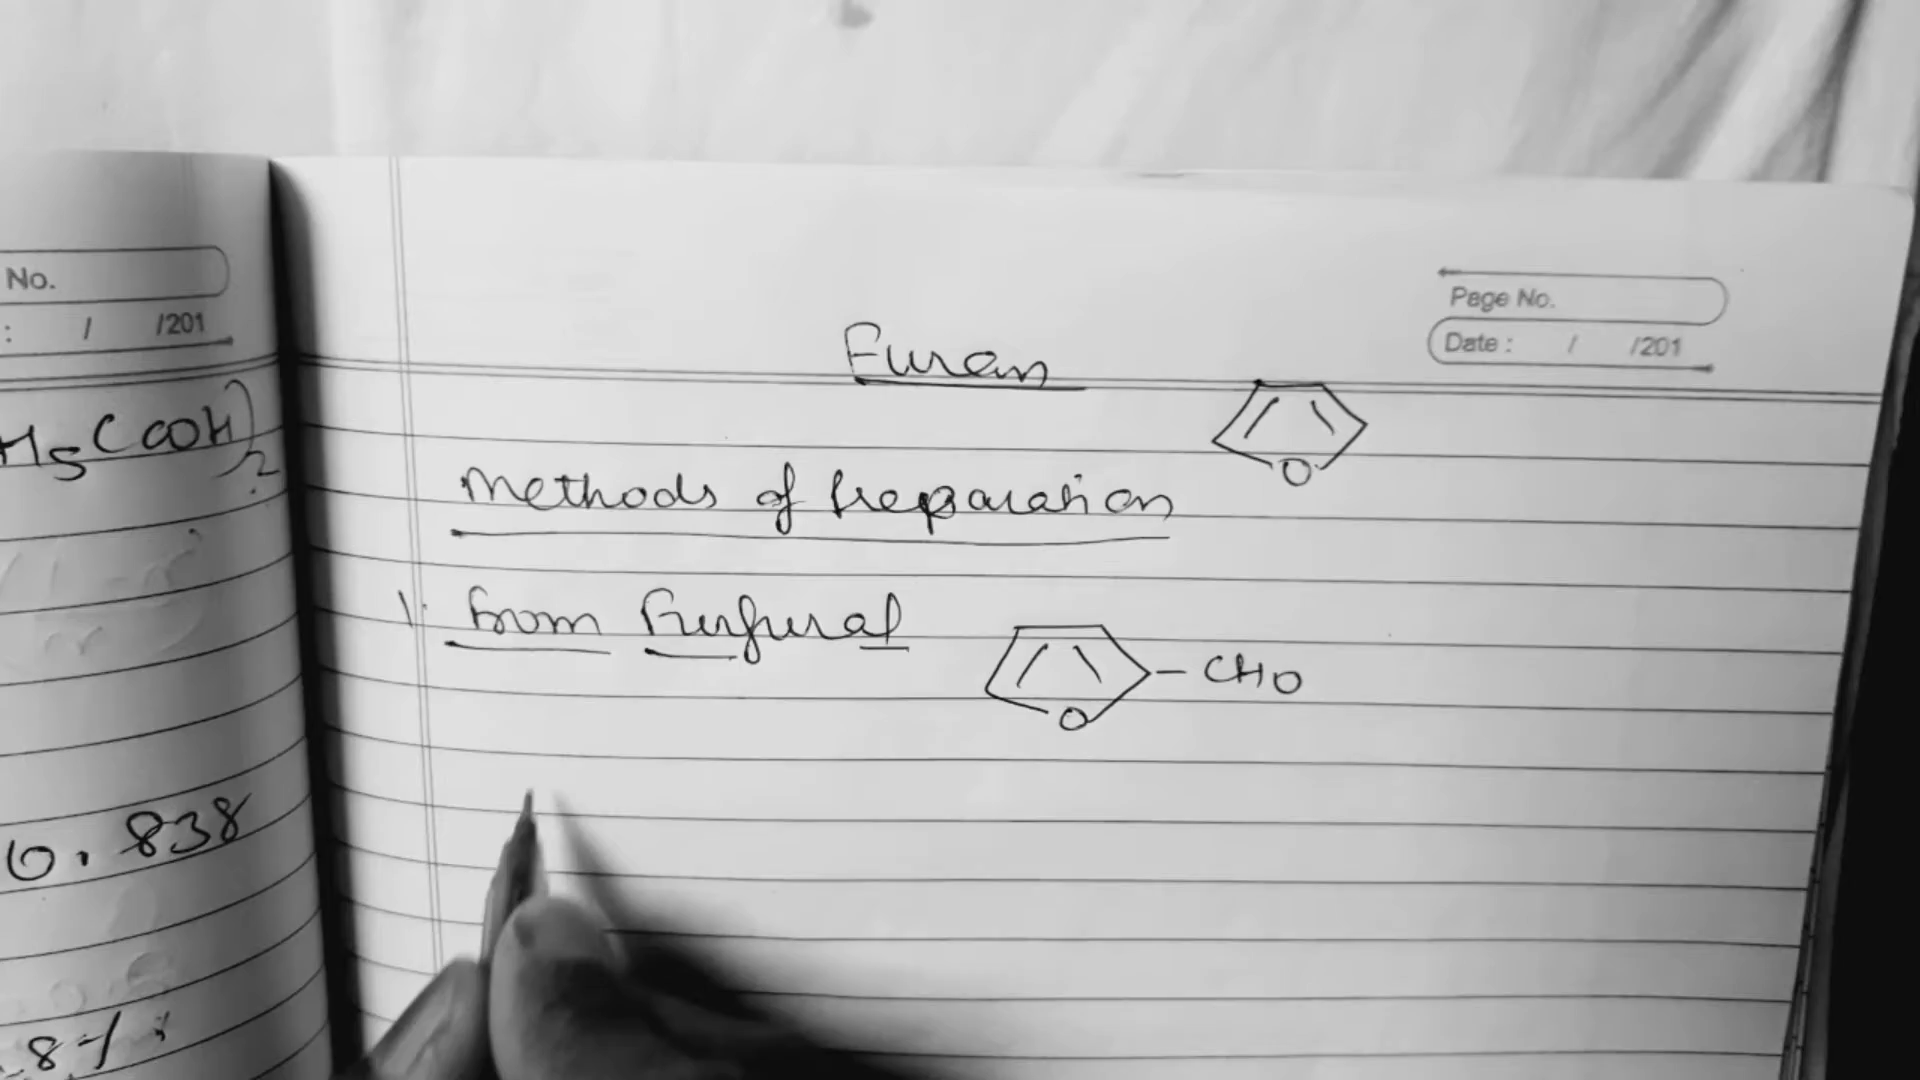 No.
: / /201
H5(COOH)2
0.838
.8%
Page No.
Date : / /201
Furan
O
Methods of Preparation
1. From Furfural
-CHO
O